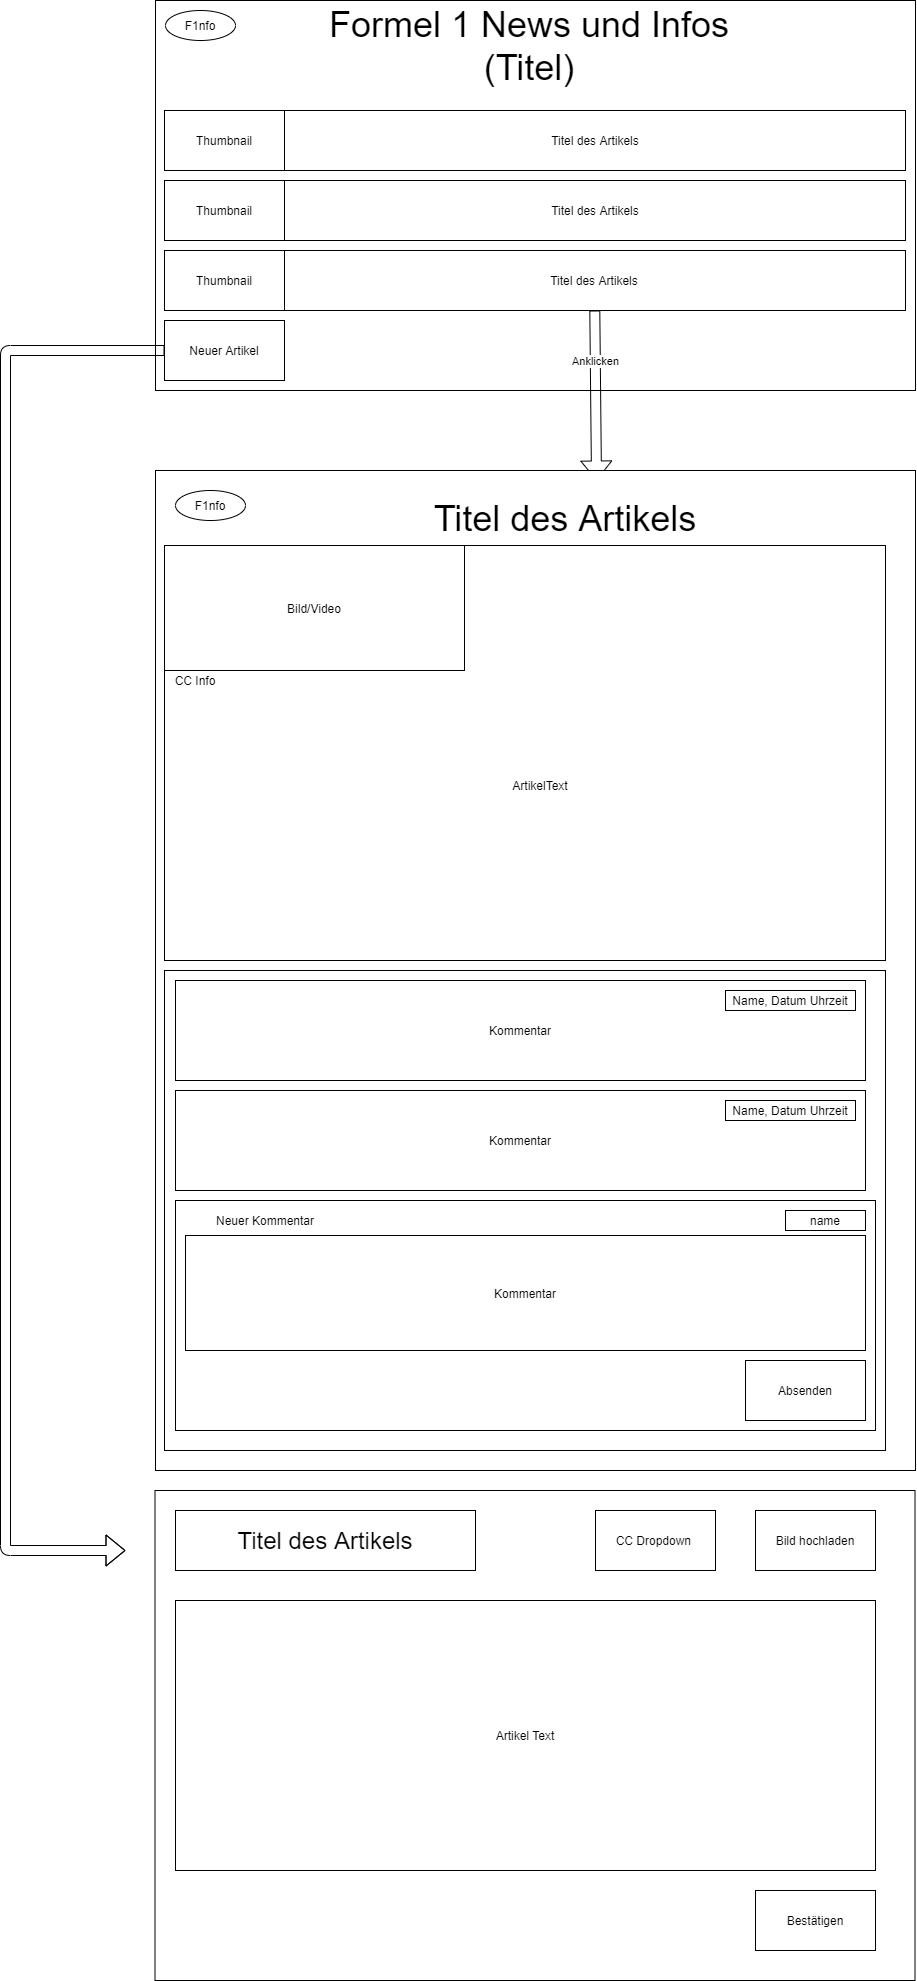 F1nfo
Formel 1 News und Infos
(Titel)
Thumbnail
Titel des Artikels
Thumbnail
Titel des Artikels
Thumbnail
Titel des Artikels
Neuer Artikel
Anklicken
F1nfo
Titel des Artikels
Bild/Video
CC Info
ArtikelText
Name, Datum Uhrzeit
Kommentar
Name, Datum Uhrzeit
Kommentar
Neuer Kommentar
name
Kommentar
Absenden
Titel des Artikels
CC Dropdown
Bild hochladen
Artikel Text
Bestätigen